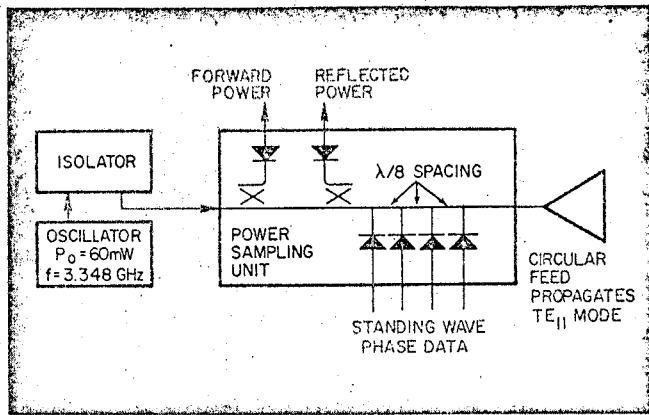 FORWARD
POWER
REFLECTED
POWER
ISOLATOR
λ/8 SPACING
OSCILLATOR
P₀ = 60mW
f = 3.348 GHz
POWER
SAMPLING
UNIT
STANDING WAVE
PHASE DATA
CIRCULAR
FEED
PROPAGATES
TE₁₁ MODE